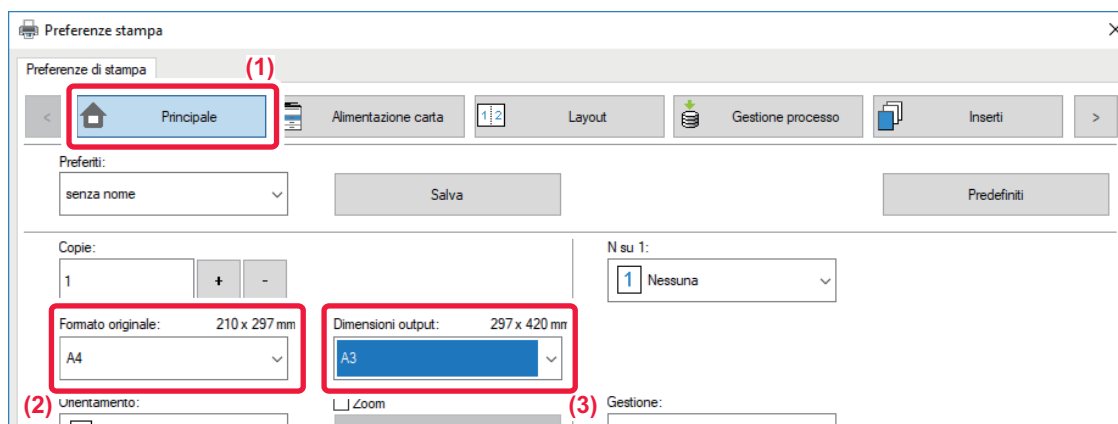 Preferenze stampa
Preferenze di stampa
(1)
< Principale Alimentazione carta 1 2 Layout Gestione processo Inserti >
Preferiti:
senza nome Salva Predefiniti
Copie: N su 1:
1 + - 1 Nessuna
Formato originale: 210 x 297 mm Dimensioni output: 297 x 420 mm
A4 A3
(2) Orientamento: Zoom (3) Gestione: